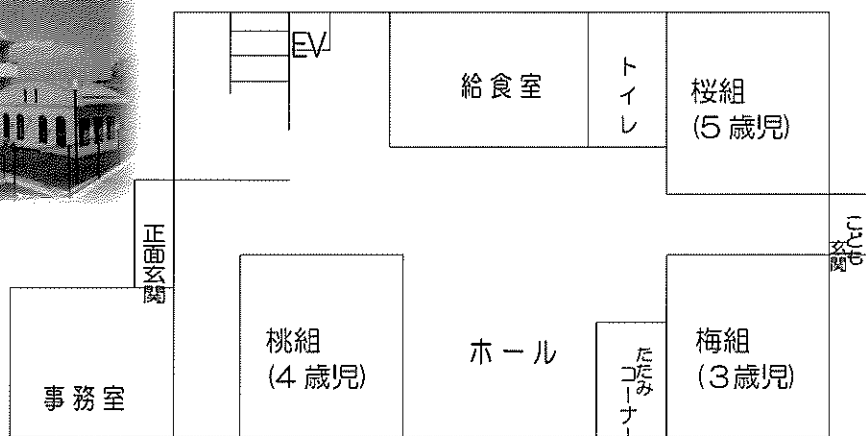 EV
給食室
トイレ
桜組
(5歳児)
正面玄関
こども
玄関
桃組
(4歳児)
ホール
たたみ
コーナー
梅組
(3歳児)
事務室